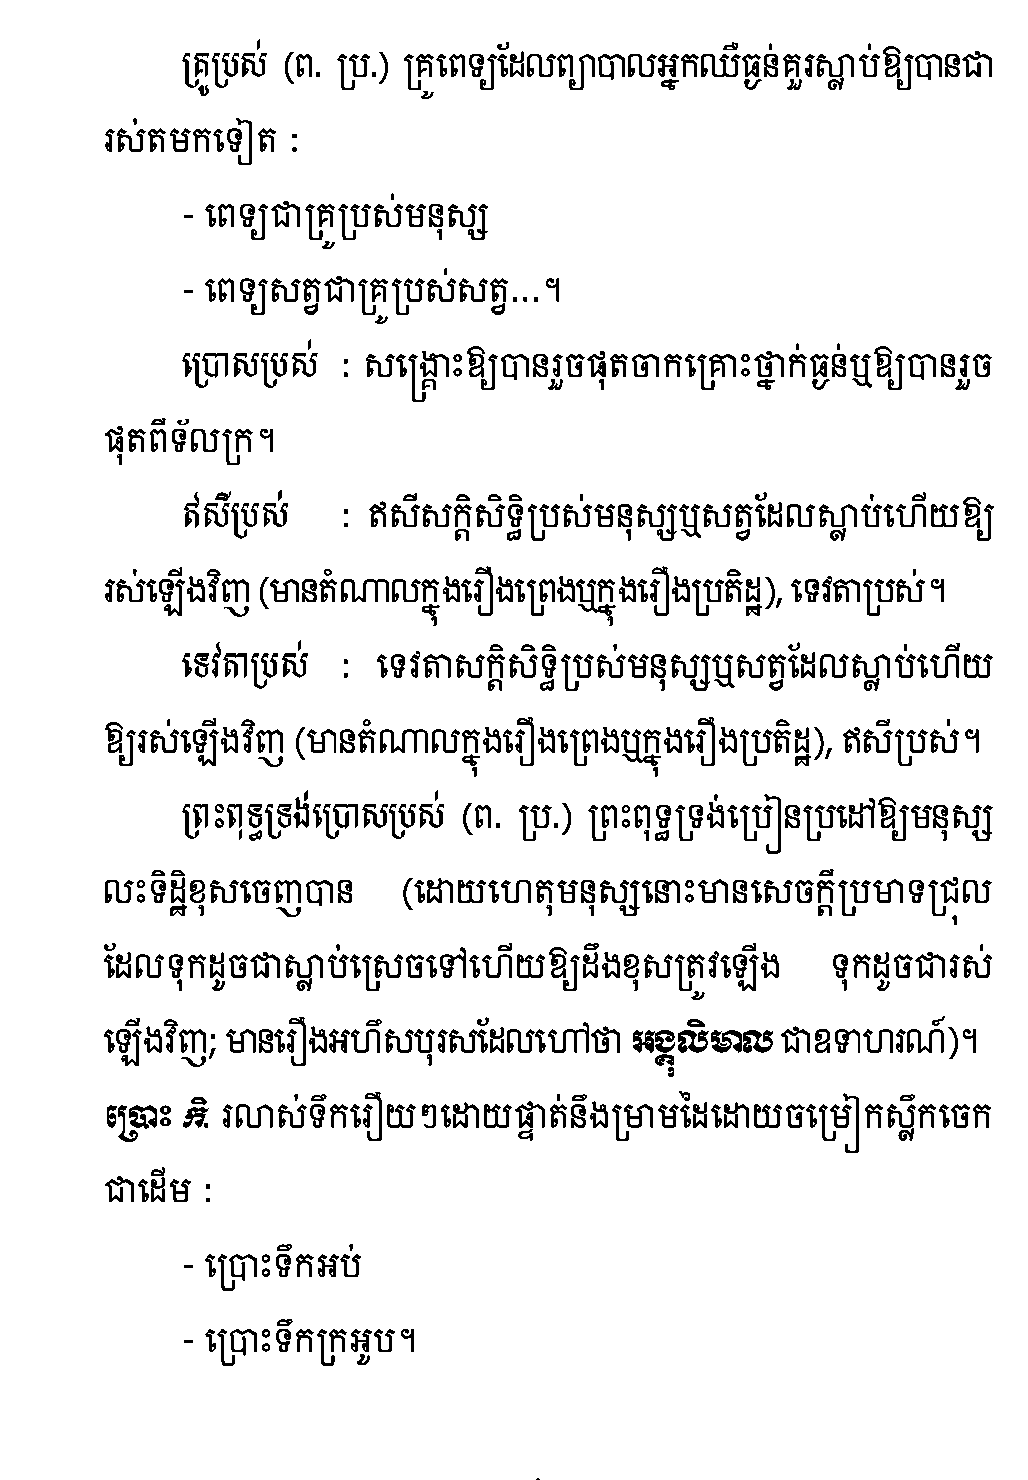 គ្រូប្រស់ (ព. ប្រ.) គ្រូពេទ្យដែលព្យាបាលអ្នកឈឺធ្ងន់គួរស្លាប់ឱ្យបានជា
រស់តមកទៀត :
- ពេទ្យជាគ្រូប្រស់មនុស្ស
- ពេទ្យសត្វជាគ្រូប្រស់សត្វ...។
ប្រោសប្រស់ : សង្គ្រោះឱ្យបានរួចផុតចាកគ្រោះថ្នាក់ធ្ងន់ឬឱ្យបានរួច
ផុតពីទ័លក្រ។
ឥសីប្រស់ : ឥសីសក្តិសិទ្ធិប្រស់មនុស្សឬសត្វដែលស្លាប់ហើយឱ្យ
រស់ឡើងវិញ (មានតំណាលក្នុងរឿងព្រេងឬក្នុងរឿងប្រតិដ្ឋ), ទេវតាប្រស់។
ទេវតាប្រស់ : ទេវតាសក្តិសិទ្ធិប្រស់មនុស្សឬសត្វដែលស្លាប់ហើយ
ឱ្យរស់ឡើងវិញ (មានតំណាលក្នុងរឿងព្រេងឬក្នុងរឿងប្រតិដ្ឋ), ឥសីប្រស់។
ព្រះពុទ្ធទ្រង់ប្រោសប្រស់ (ព. ប្រ.) ព្រះពុទ្ធទ្រង់ប្រៀនប្រដៅឱ្យមនុស្ស
លះទិដ្ឋិខុសចេញបាន (ដោយហេតុមនុស្សនោះមានសេចក្តីប្រមាទជ្រុល
ដែលទុកដូចជាស្លាប់ស្រេចទៅហើយឱ្យដឹងខុសត្រូវឡើង ទុកដូចជារស់
ឡើងវិញ; មានរឿងអហឹសបុរសដែលហៅថា អង្គុលិមាល ជាឧទាហរណ៍)។
ប្រោះ កិ. រលាស់ទឹករឿយៗដោយផ្ទាត់នឹងម្រាមដៃដោយចម្រៀកស្លឹកចេក
ជាដើម :
- ប្រោះទឹកអប់
- ប្រោះទឹកក្រអូប។